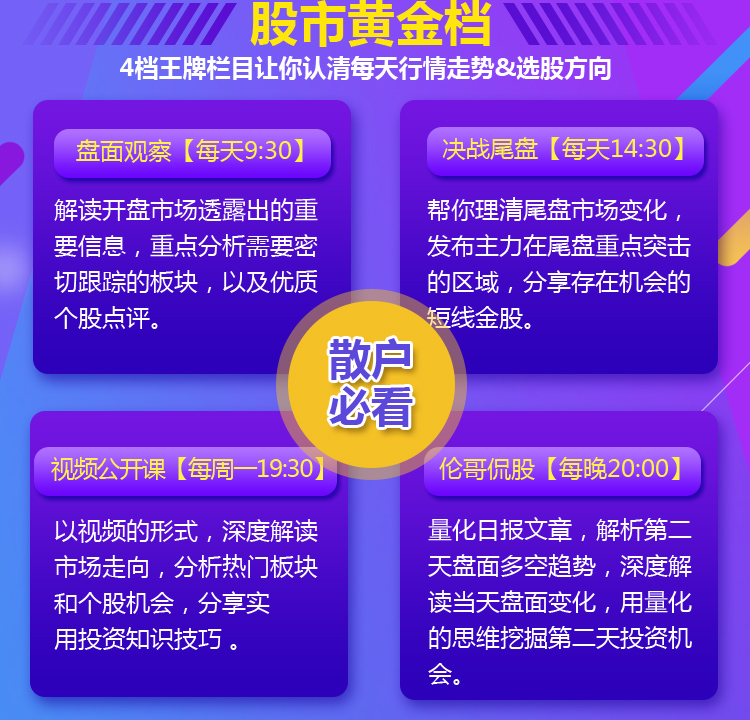 股市黄金档
4档王牌栏目让你认清每天行情走势&选股方向
盘面观察【每天9:30】
解读开盘市场透露出的重
要信息，重点分析需要密
切跟踪的板块，以及优质
个股点评。
决战尾盘【每天14:30】
帮你理清尾盘市场变化，
发布主力在尾盘重点突击
的区域，分享存在机会的
短线金股。
散户
必看
视频公开课【每周一19:30】
以视频的形式，深度解读
市场走向，分析热门板块
和个股机会，分享实
用投资知识技巧 。
伦哥侃股【每晚20:00】
量化日报文章，解析第二
天盘面多空趋势，深度解
读当天盘面变化，用量化
的思维挖掘第二天投资机
会。